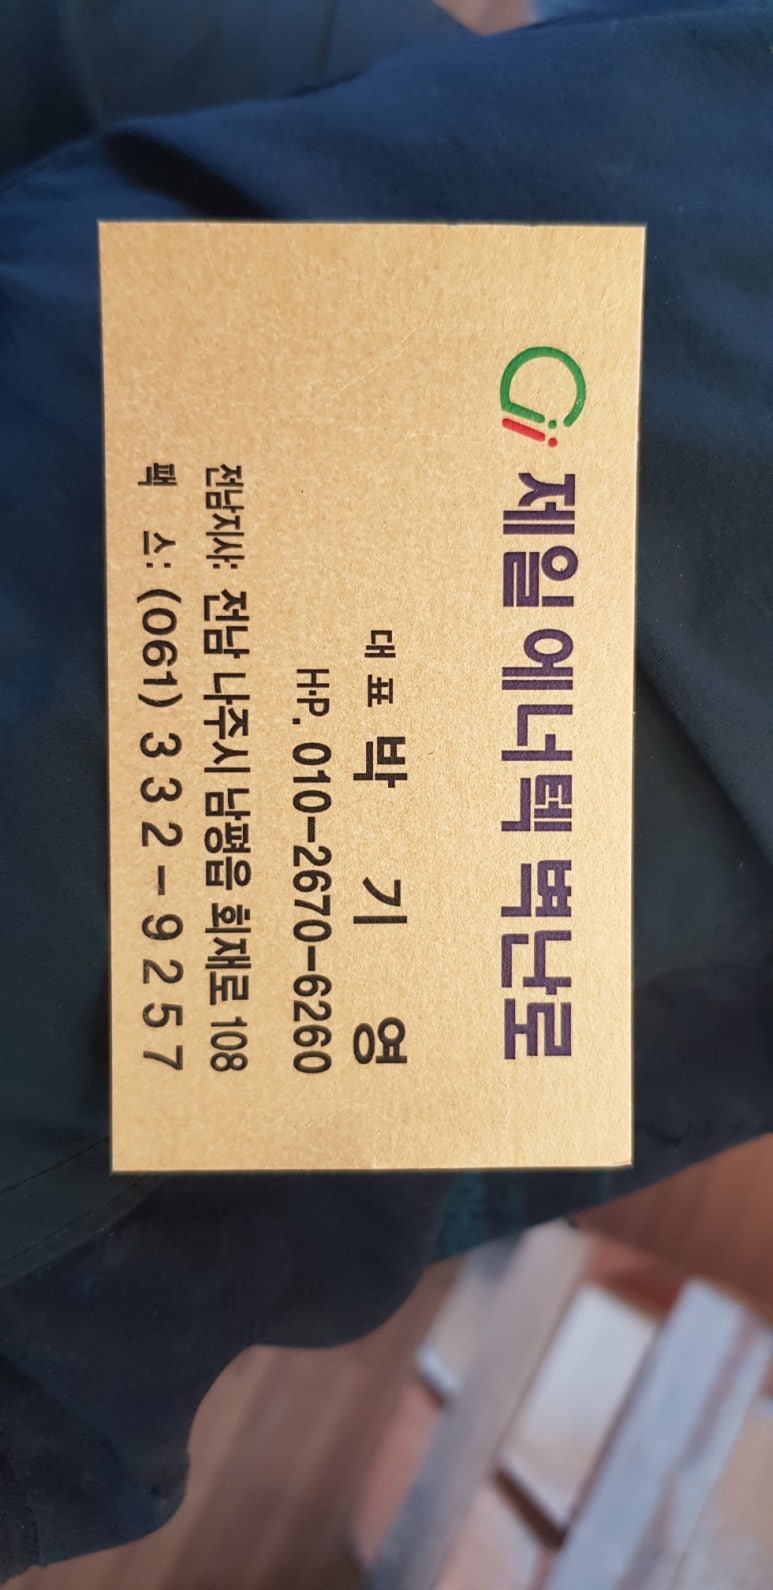 제일에너텍 벽난로
대표 박 기 영
H·P. 010-2670-6260
전남지사: 전남 나주시 남평읍 회재로 108
팩 스: (061) 332-9257